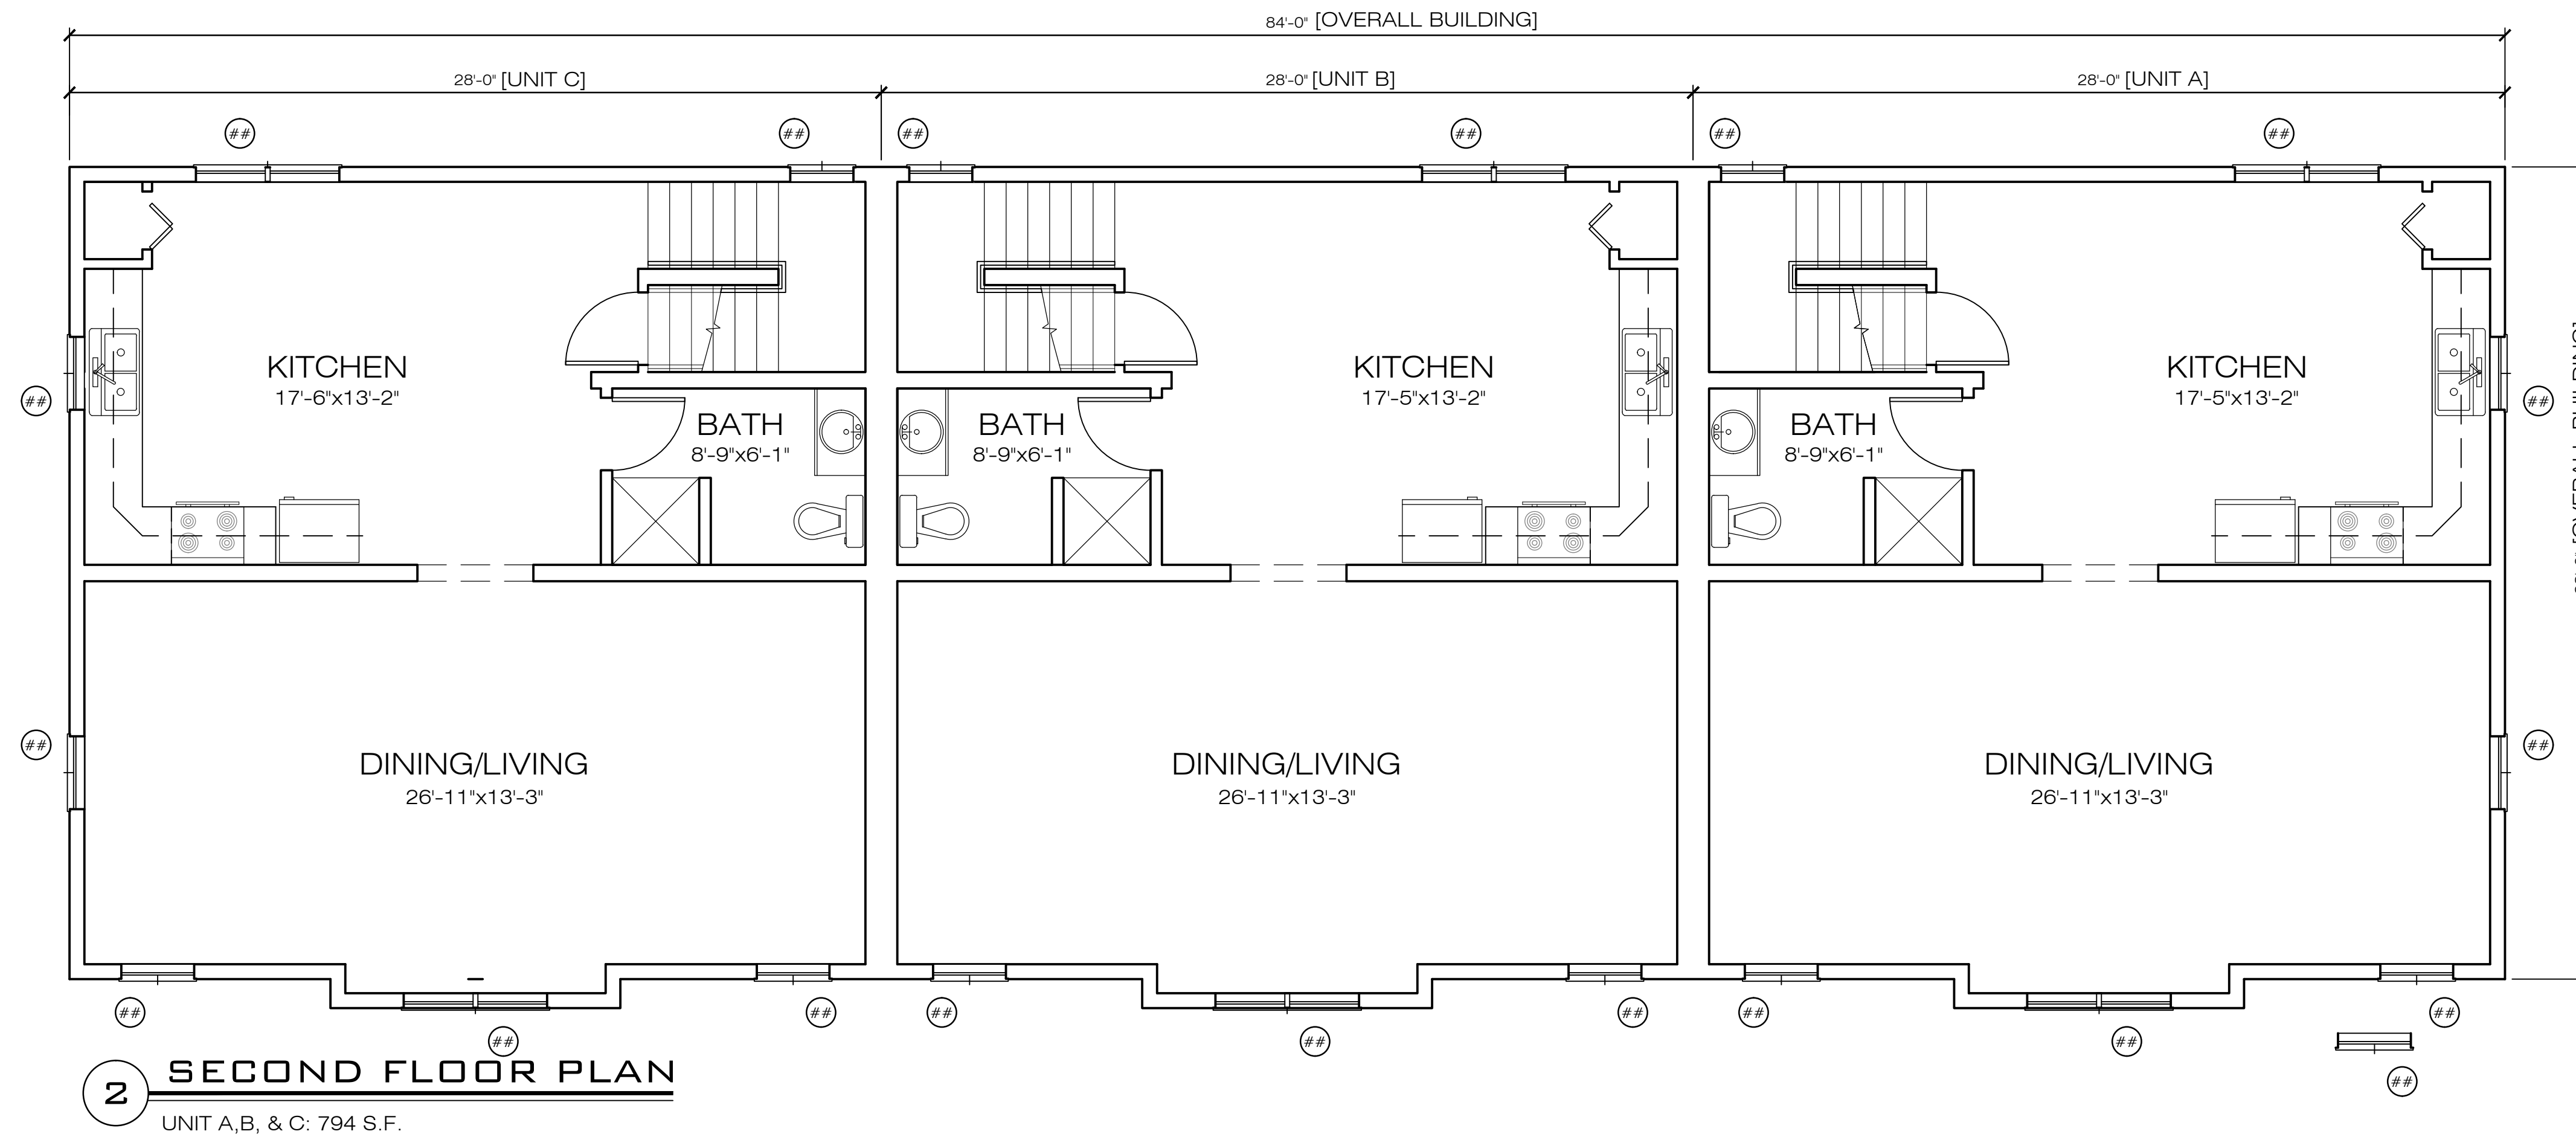 84'-0" [OVERALL BUILDING]
28'-0" [UNIT C]
28'-0" [UNIT B]
28'-0" [UNIT A]
##
##
##
##
##
##
KITCHEN
17'-6"x13'-2"
KITCHEN
17'-5"x13'-2"
KITCHEN
17'-5"x13'-2"
##
##
BATH
8'-9"x6'-1"
BATH
8'-9"x6'-1"
BATH
8'-9"x6'-1"
##
##
DINING/LIVING
26'-11"x13'-3"
DINING/LIVING
26'-11"x13'-3"
DINING/LIVING
26'-11"x13'-3"
##
##
##
##
##
##
##
##
##
##
2
SECOND FLOOR PLAN
UNIT A,B, & C: 794 S.F.